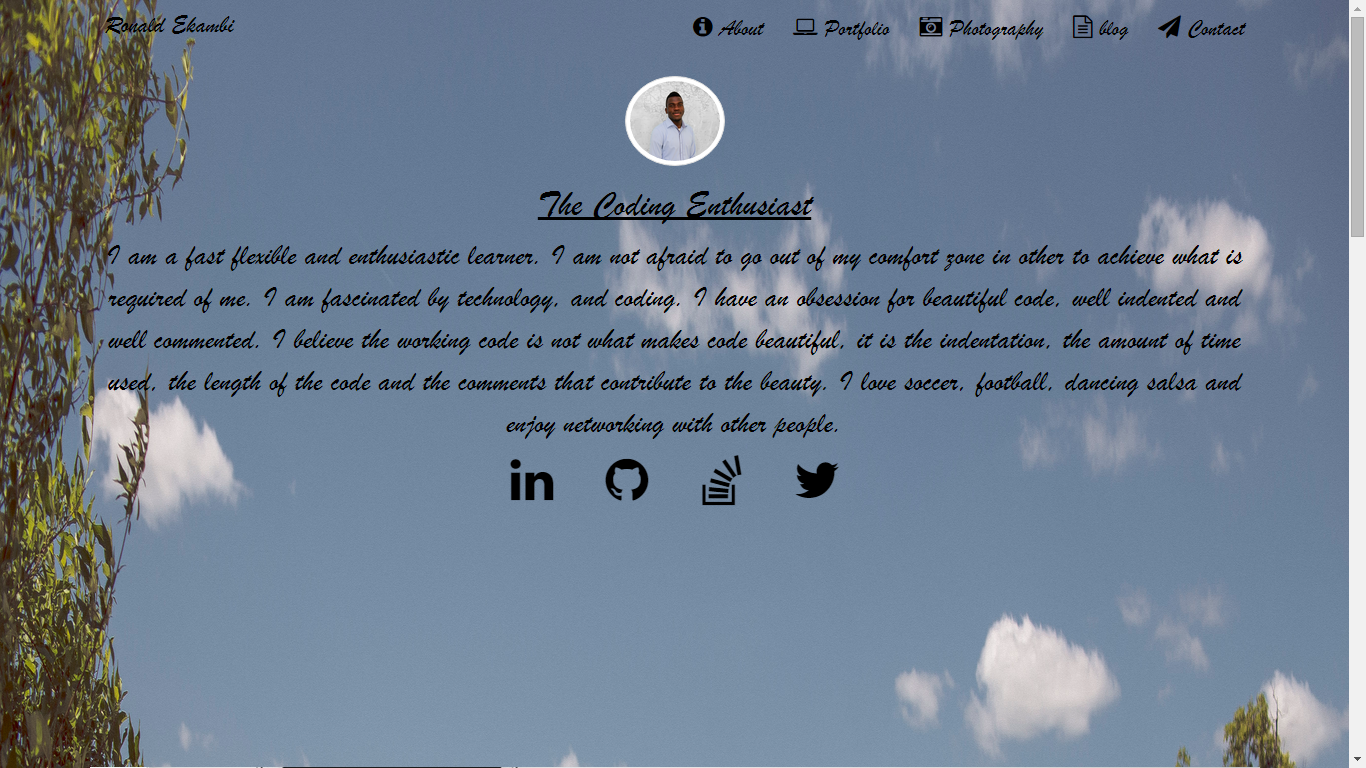 Ronald Ekambi
About
Portfolio
Photography
blog
Contact
The Coding Enthusiast
I am a fast flexible and enthusiastic learner. I am not afraid to go out of my comfort zone in other to achieve what is
required of me. I am fascinated by technology, and coding. I have an obsession for beautiful code, well indented and
well commented. I believe the working code is not what makes code beautiful, it is the indentation, the amount of time
used, the length of the code and the comments that contribute to the beauty. I love soccer, football, dancing salsa and
enjoy networking with other people.
in